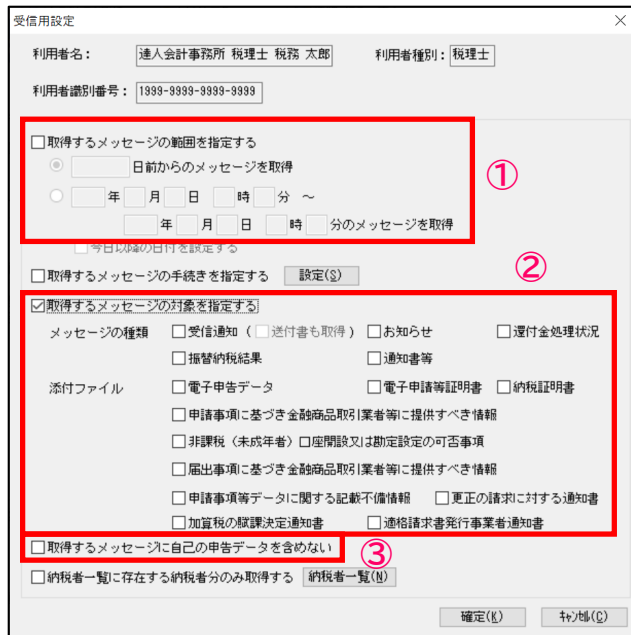 受信用設定
利用者名： 達人会計事務所 税理士 税務 太郎 利用者種別： 税理士
利用者識別番号： 1999-9999-9999-9999
取得するメッセージの範囲を指定する
日前からのメッセージを取得
①
年 月 日 時 分 ～
年 月 日 時 分のメッセージを取得
今日以降の日付を設定する
取得するメッセージの手続きを指定する 設定(S)
②
取得するメッセージの対象を指定する
メッセージの種類 受信通知（ 送付書も取得） お知らせ 還付金処理状況
振替納税結果 通知書等
添付ファイル 電子申告データ 電子申請等証明書 納税証明書
申請事項に基づき金融商品取引業者等に提供すべき情報
非課税（未成年者）口座開設又は勘定設定の可否事項
届出事項に基づき金融商品取引業者等に提供すべき情報
申請事項等データに関する記載不備情報 更正の請求に対する通知書
加算税の賦課決定通知書 適格請求書発行事業者通知書
取得するメッセージに自己の申告データを含めない ③
納税者一覧に存在する納税者分のみ取得する 納税者一覧(N)
確定(K) ｷｬﾝｾﾙ(C)